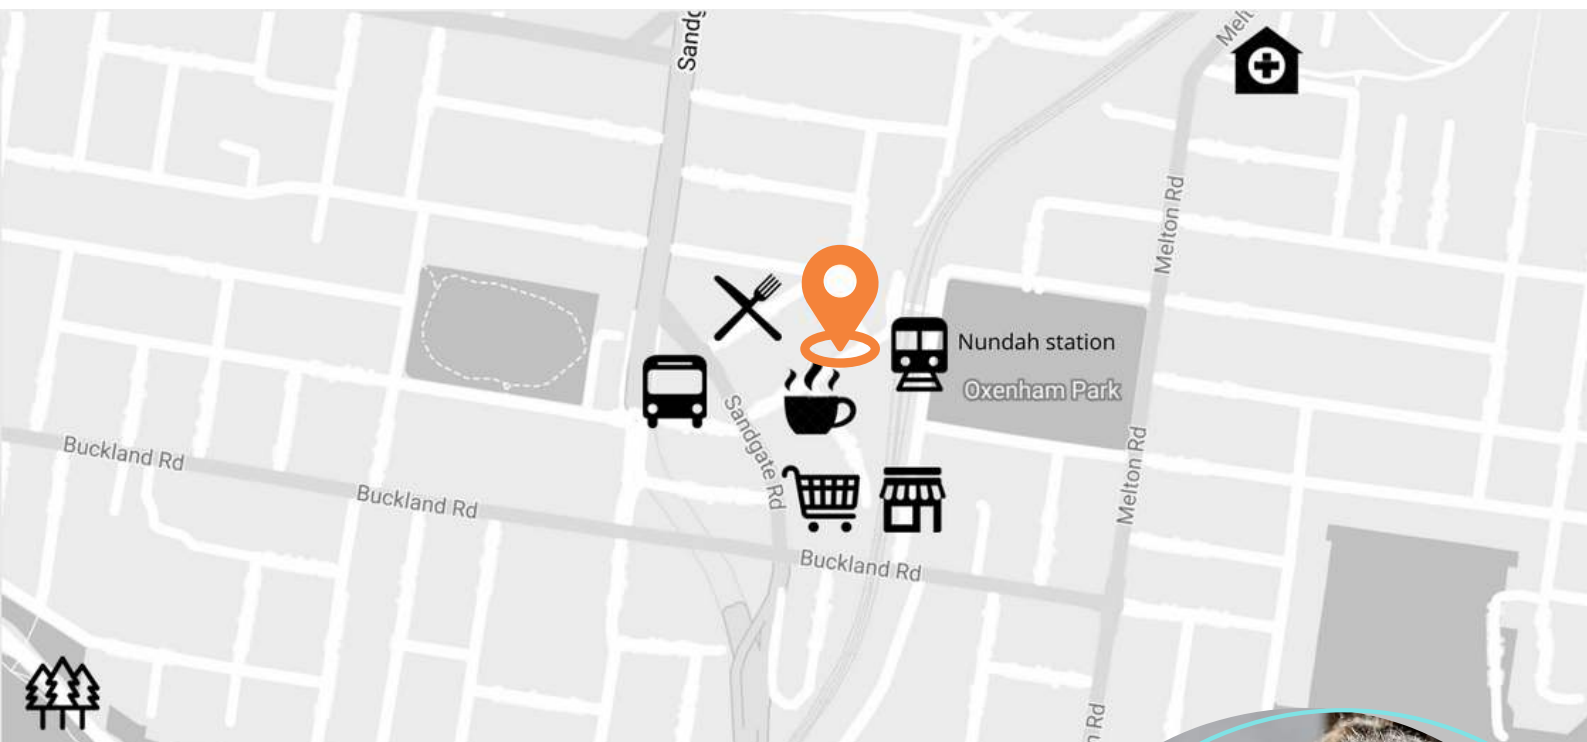 Sandg
Melt
Melton Rd
Nundah station
Oxenham Park
Sandgate Rd
Buckland Rd
Buckland Rd
Melton Rd
Buckland Rd
n Rd